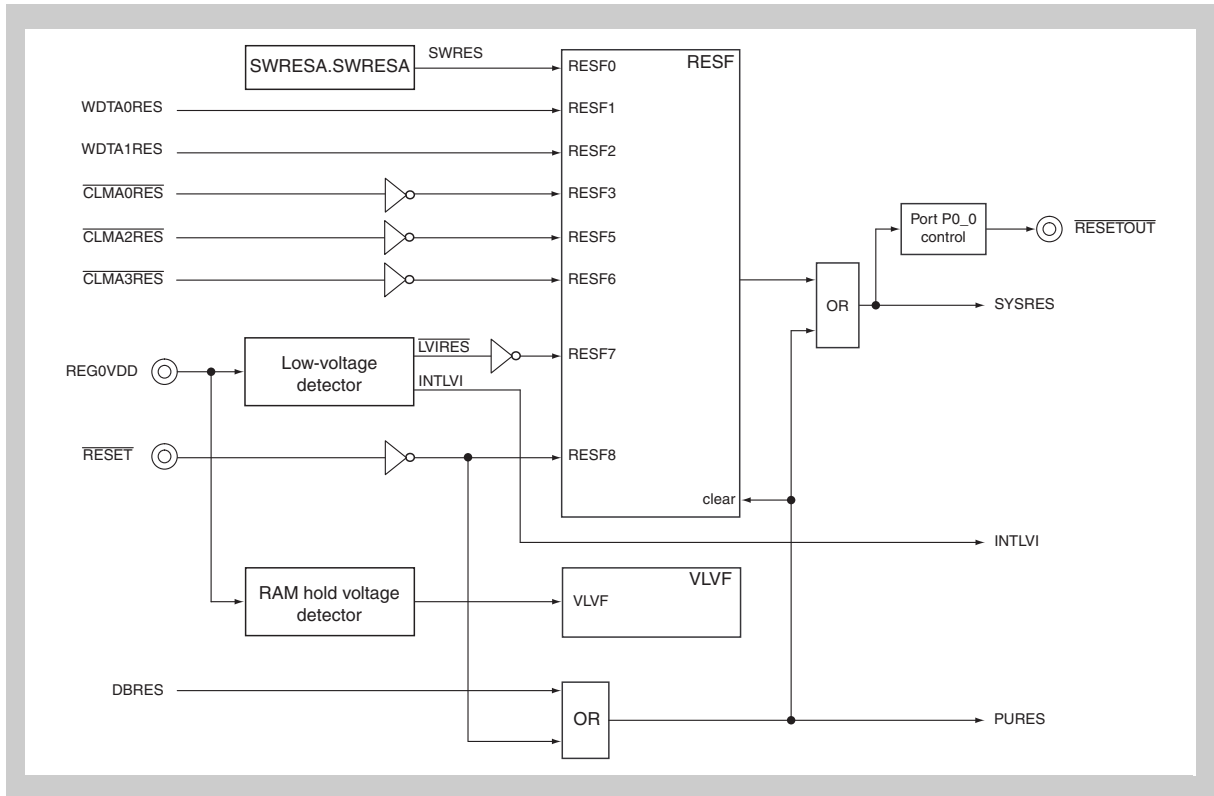 SWRESA.SWRESA
SWRES
RESF0
RESF
WDTA0RES
RESF1
WDTA1RES
RESF2
CLMA0RES
RESF3
CLMA2RES
RESF5
CLMA3RES
RESF6
Port P0_0
control
RESETOUT
OR
SYSRES
REG0VDD
Low-voltage
detector
LVIRES
RESF7
INTLVI
RESET
RESF8
clear
INTLVI
RAM hold voltage
detector
VLVF
VLVF
DBRES
OR
PURES